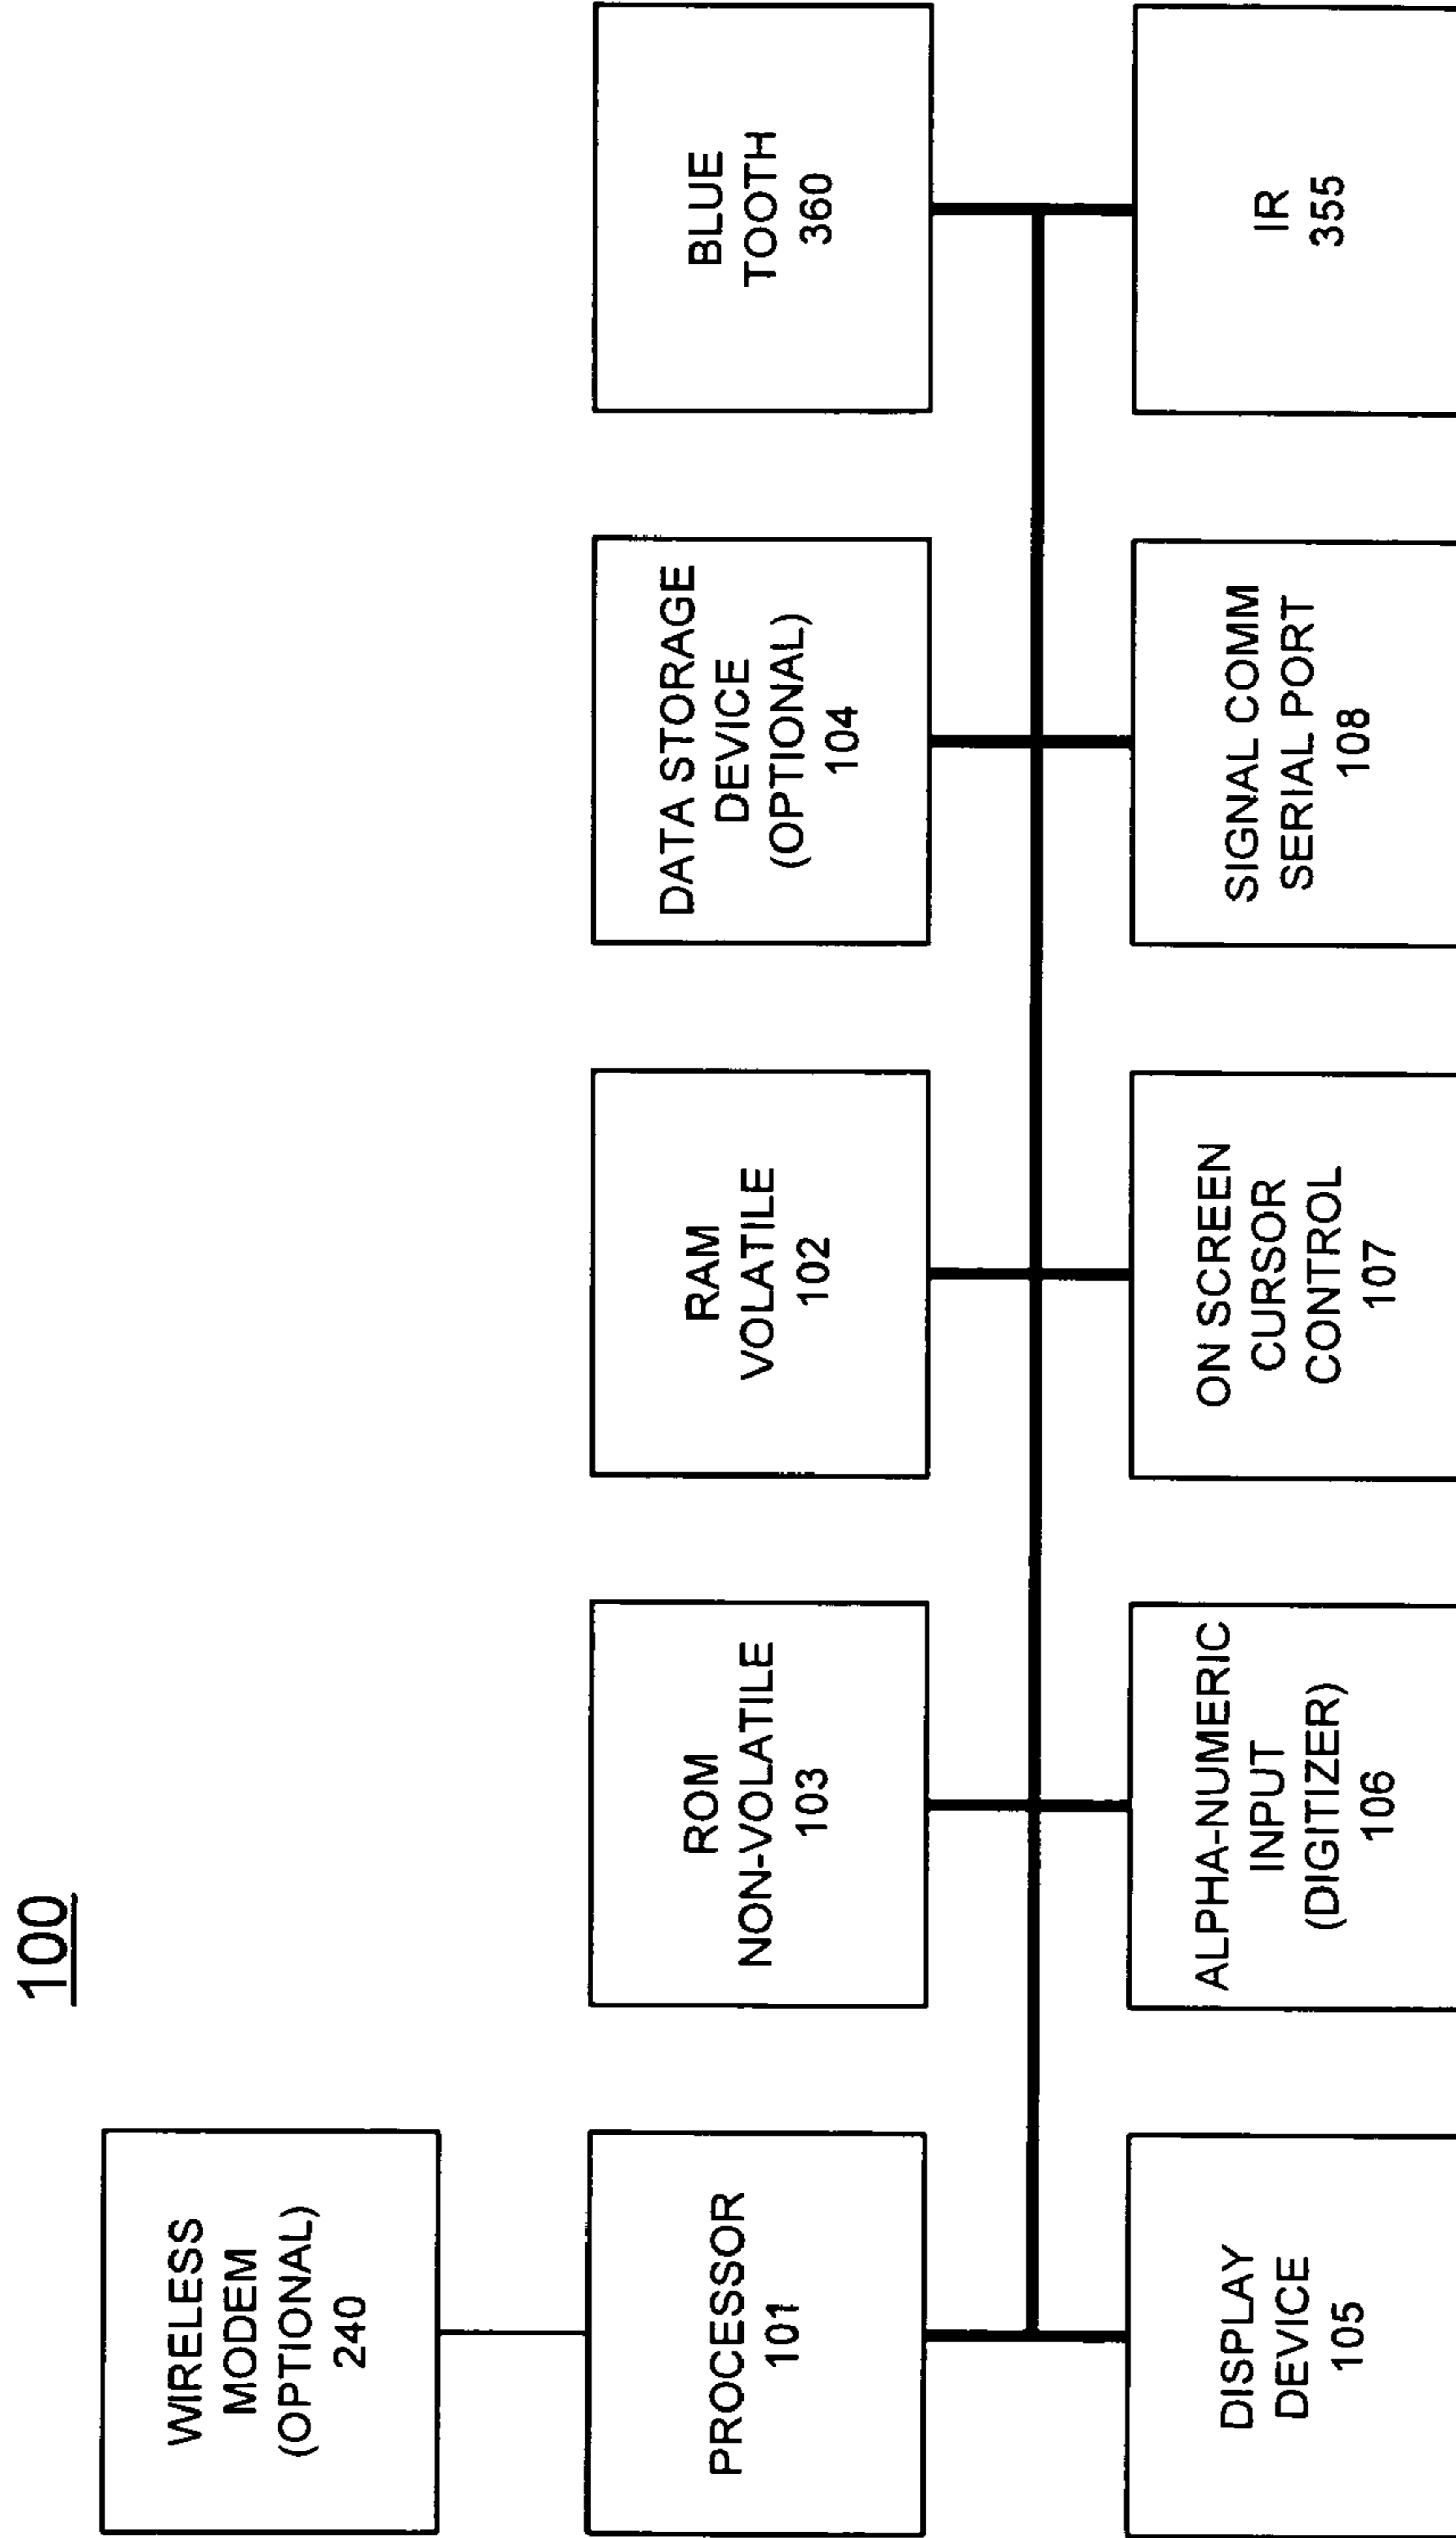 100
WIRELESS
MODEM
(OPTIONAL)
240
PROCESSOR
101
ROM
NON-VOLATILE
103
RAM
VOLATILE
102
DATA STORAGE
DEVICE
(OPTIONAL)
104
BLUE
TOOTH
360
DISPLAY
DEVICE
105
ALPHA-NUMERIC
INPUT
(DIGITIZER)
106
ON SCREEN
CURSOR
CONTROL
107
SIGNAL COMM
SERIAL PORT
108
IR
355